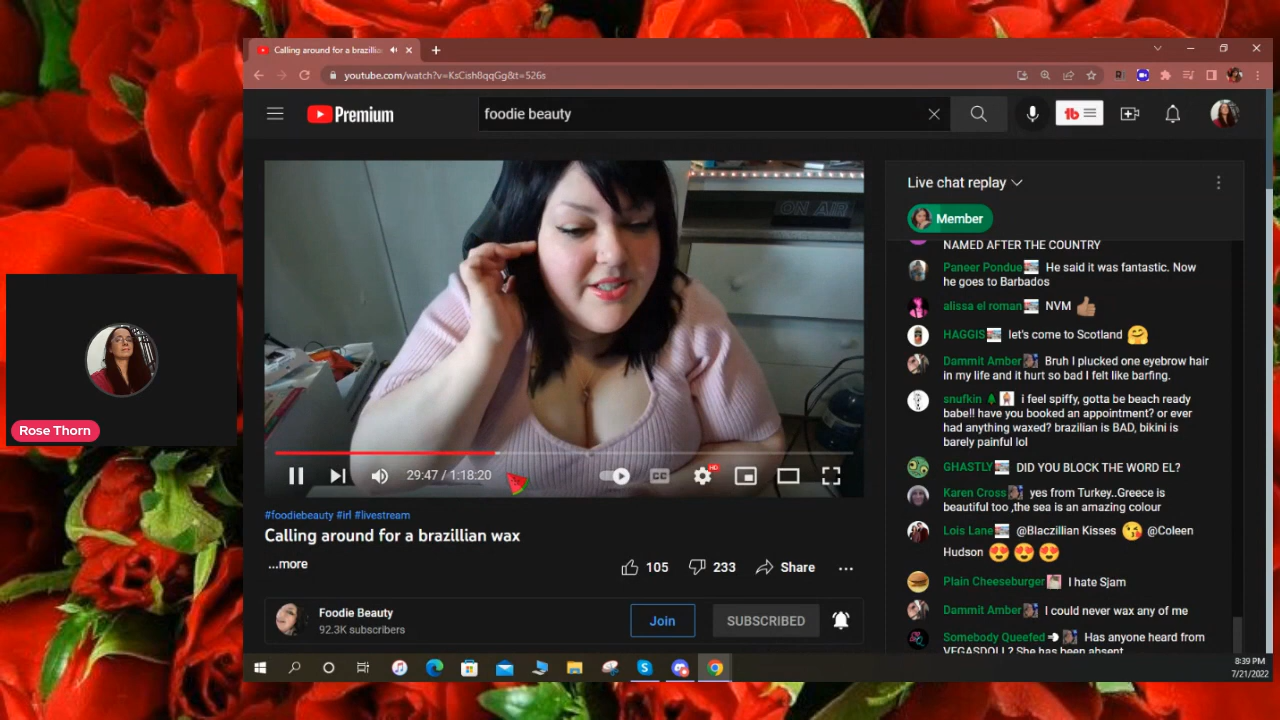 Calling around for a brazillia
youtube.com/watch?v=KsCish8qqGg&t=526s
Premium
foodie beauty
ON AIR
29:47 / 1:18:20
CC
HD
#foodiebeauty #irl #livestream
Calling around for a brazillian wax
...more
105
233
Share
Foodie Beauty
92.3K subscribers
Join
SUBSCRIBED
Live chat replay
Member
NAMED AFTER THE COUNTRY
Paneer Pondue He said it was fantastic. Now
he goes to Barbados
alissa el roman NVM 👍🏽
HAGGIS let's come to Scotland 🤗
Dammit Amber Bruh I plucked one eyebrow hair
in my life and it hurt so bad I felt like barfing.
snufkin 🌲 i feel spiffy, gotta be beach ready
babe!! have you booked an appointment? or ever
had anything waxed? brazilian is BAD, bikini is
barely painful lol
GHASTLY DID YOU BLOCK THE WORD EL?
Karen Cross yes from Turkey..Greece is
beautiful too ,the sea is an amazing colour
Lois Lane @Blaczillian Kisses 😘 @Coleen
Hudson 😍😍😍
Plain Cheeseburger I hate Sjam
Dammit Amber I could never wax any of me
Somebody Queefed Has anyone heard from
VEGASDOLL? She has been absent
Rose Thorn
8:39 PM
7/21/2022